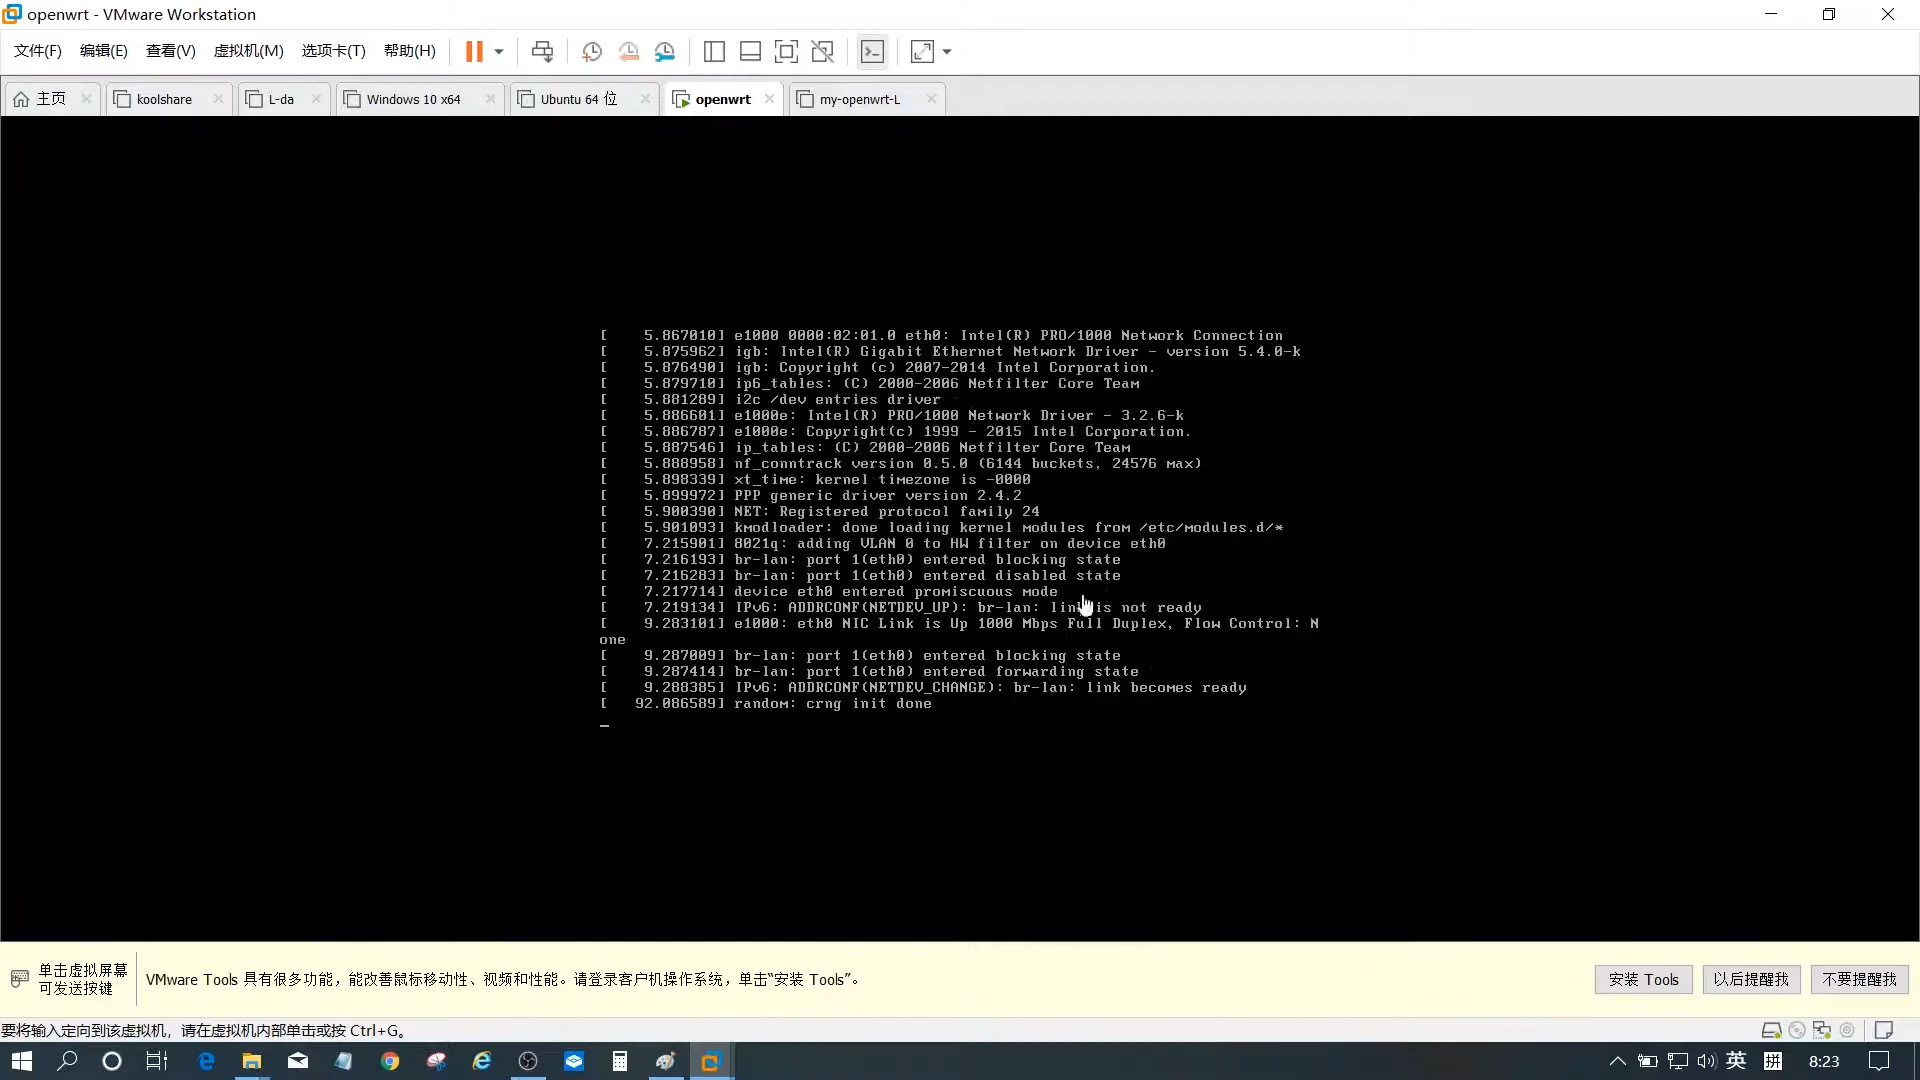 openwrt - VMware Workstation
文件(F) 编辑(E) 查看(V) 虚拟机(M) 选项卡(T) 帮助(H)
主页 koolshare L-da Windows 10 x64 Ubuntu 64 位 openwrt my-openwrt-L
[    5.867010] e1000 0000:02:01.0 eth0: Intel(R) PRO/1000 Network Connection
[    5.875962] igb: Intel(R) Gigabit Ethernet Network Driver - version 5.4.0-k
[    5.876490] igb: Copyright (c) 2007-2014 Intel Corporation.
[    5.879710] ip6_tables: (C) 2000-2006 Netfilter Core Team
[    5.881289] i2c /dev entries driver
[    5.886601] e1000e: Intel(R) PRO/1000 Network Driver - 3.2.6-k
[    5.886787] e1000e: Copyright(c) 1999 - 2015 Intel Corporation.
[    5.887546] ip_tables: (C) 2000-2006 Netfilter Core Team
[    5.888958] nf_conntrack version 0.5.0 (6144 buckets, 24576 max)
[    5.898339] xt_time: kernel timezone is -0000
[    5.899972] PPP generic driver version 2.4.2
[    5.900390] NET: Registered protocol family 24
[    5.901093] kmodloader: done loading kernel modules from /etc/modules.d/*
[    7.215901] 8021q: adding VLAN 0 to HW filter on device eth0
[    7.216193] br-lan: port 1(eth0) entered blocking state
[    7.216283] br-lan: port 1(eth0) entered disabled state
[    7.217714] device eth0 entered promiscuous mode
[    7.219134] IPv6: ADDRCONF(NETDEV_UP): br-lan: link is not ready
[    9.283101] e1000: eth0 NIC Link is Up 1000 Mbps Full Duplex, Flow Control: N
one
[    9.287009] br-lan: port 1(eth0) entered blocking state
[    9.287414] br-lan: port 1(eth0) entered forwarding state
[    9.288385] IPv6: ADDRCONF(NETDEV_CHANGE): br-lan: link becomes ready
[   92.086589] random: crng init done
_
单击虚拟屏幕
可发送按键
VMware Tools 具有很多功能，能改善鼠标移动性、视频和性能。请登录客户机操作系统，单击“安装 Tools”。
安装 Tools 以后提醒我 不要提醒我
要将输入定向到该虚拟机，请在虚拟机内部单击或按 Ctrl+G。
英 拼 8:23